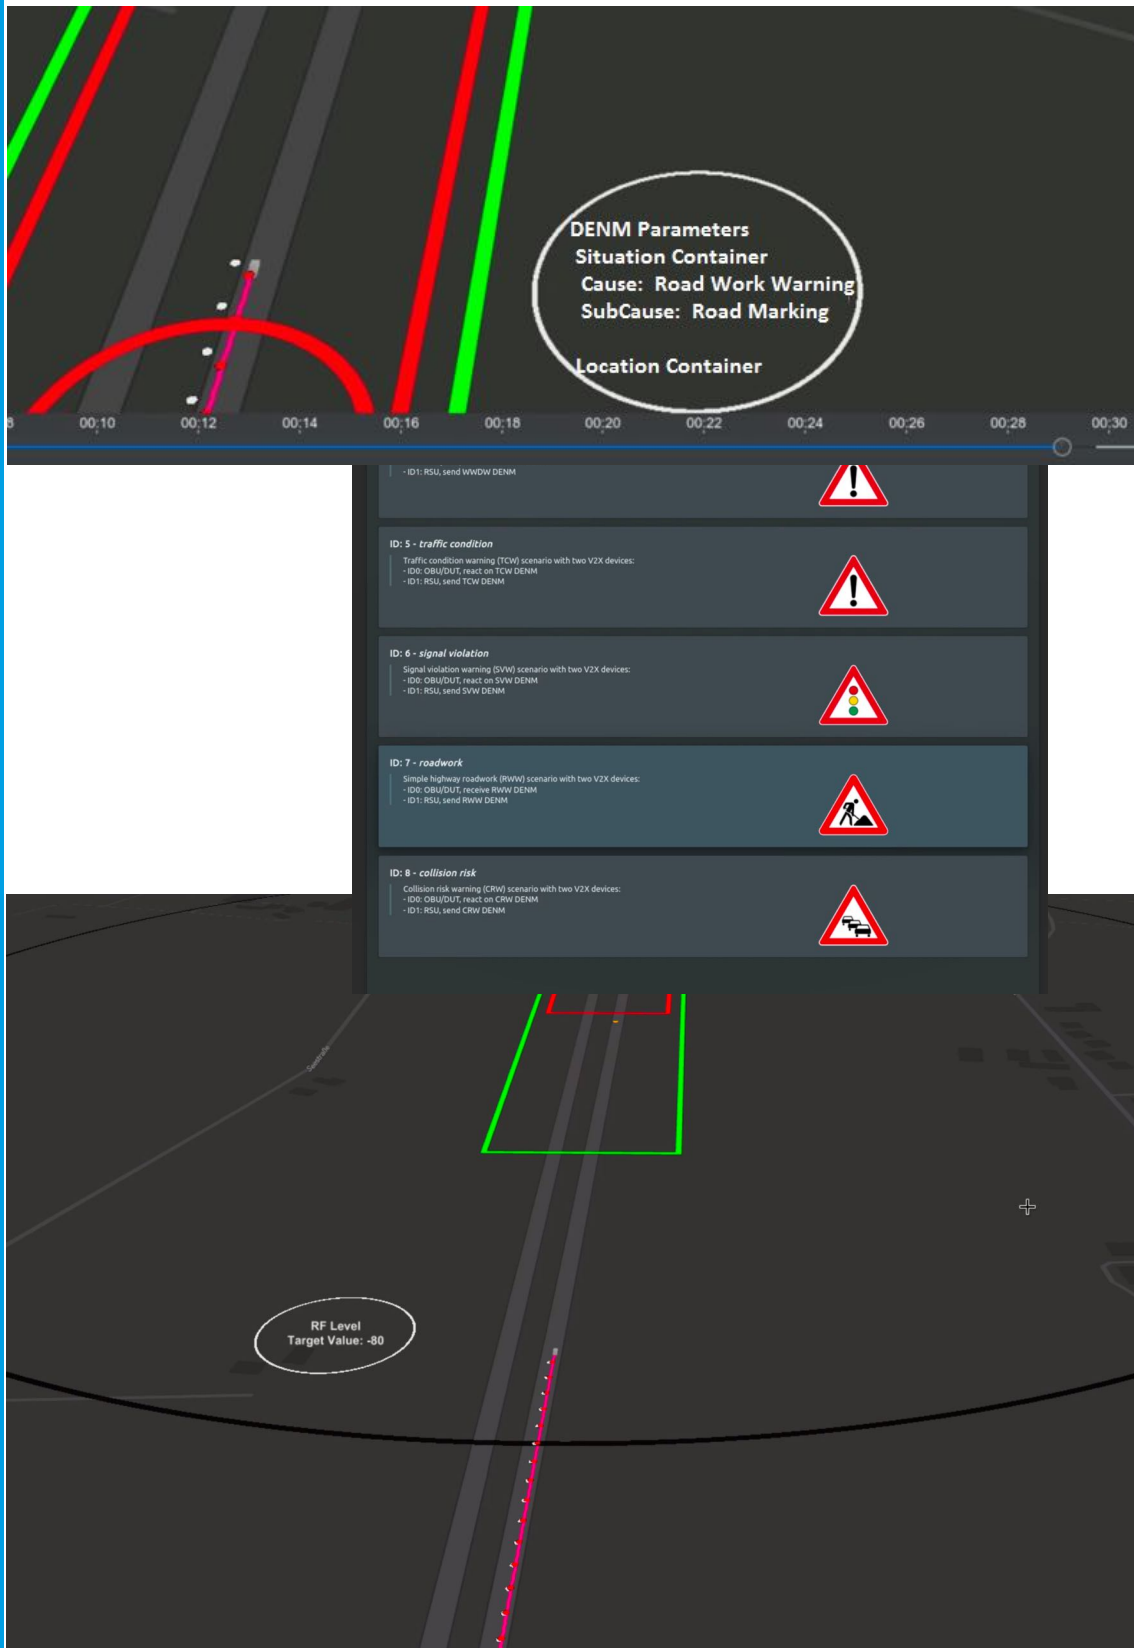 DENM Parameters
Situation Container
Cause: Road Work Warning
SubCause: Road Marking
Location Container
8 00:10 00:12 00:14 00:16 00:18 00:20 00:22 00:24 00:26 00:28 00:30
- ID1: RSU, send WWDW DENM
ID: 5 - traffic condition
Traffic condition warning (TCW) scenario with two V2X devices:
- ID0: OBU/DUT, react on TCW DENM
- ID1: RSU, send TCW DENM
ID: 6 - signal violation
Signal violation warning (SVW) scenario with two V2X devices:
- ID0: OBU/DUT, react on SVW DENM
- ID1: RSU, send SVW DENM
ID: 7 - roadwork
Simple highway roadwork (RWW) scenario with two V2X devices:
- ID0: OBU/DUT, receive RWW DENM
- ID1: RSU, send RWW DENM
ID: 8 - collision risk
Collision risk warning (CRW) scenario with two V2X devices:
- ID0: OBU/DUT, react on CRW DENM
- ID1: RSU, send CRW DENM
RF Level
Target Value: -80